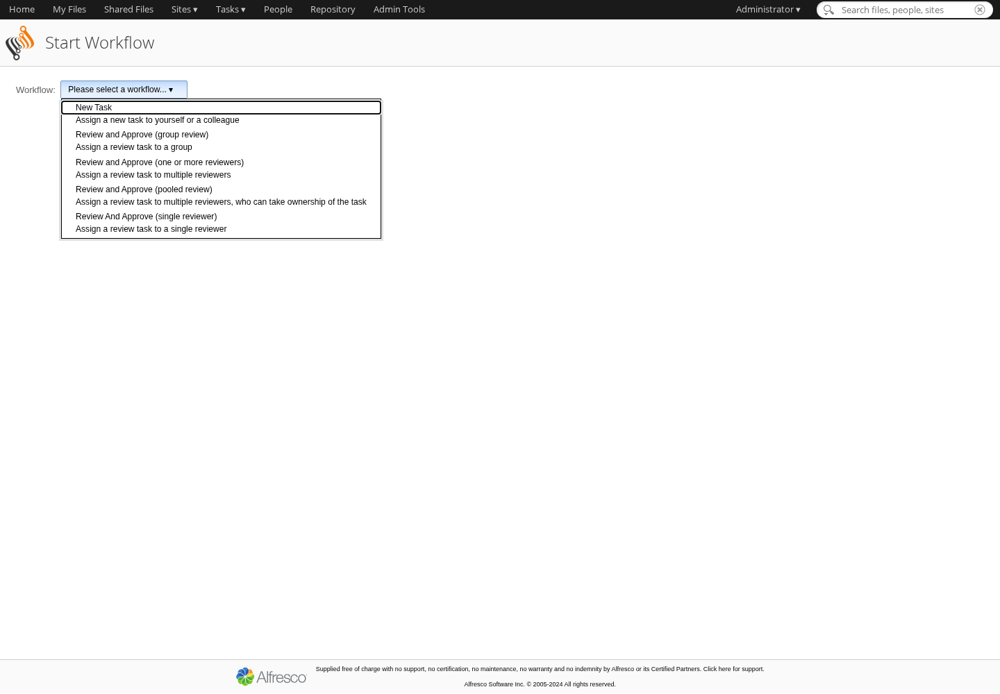 Home My Files Shared Files Sites ▾ Tasks ▾ People Repository Admin Tools Administrator ▾ Search files, people, sites
Start Workflow
Workflow: Please select a workflow... ▾
New Task
Assign a new task to yourself or a colleague
Review and Approve (group review)
Assign a review task to a group
Review and Approve (one or more reviewers)
Assign a review task to multiple reviewers
Review and Approve (pooled review)
Assign a review task to multiple reviewers, who can take ownership of the task
Review And Approve (single reviewer)
Assign a review task to a single reviewer
Alfresco Supplied free of charge with no support, no certification, no maintenance, no warranty and no indemnity by Alfresco or its Certified Partners. Click here for support.
Alfresco Software Inc. © 2005-2024 All rights reserved.